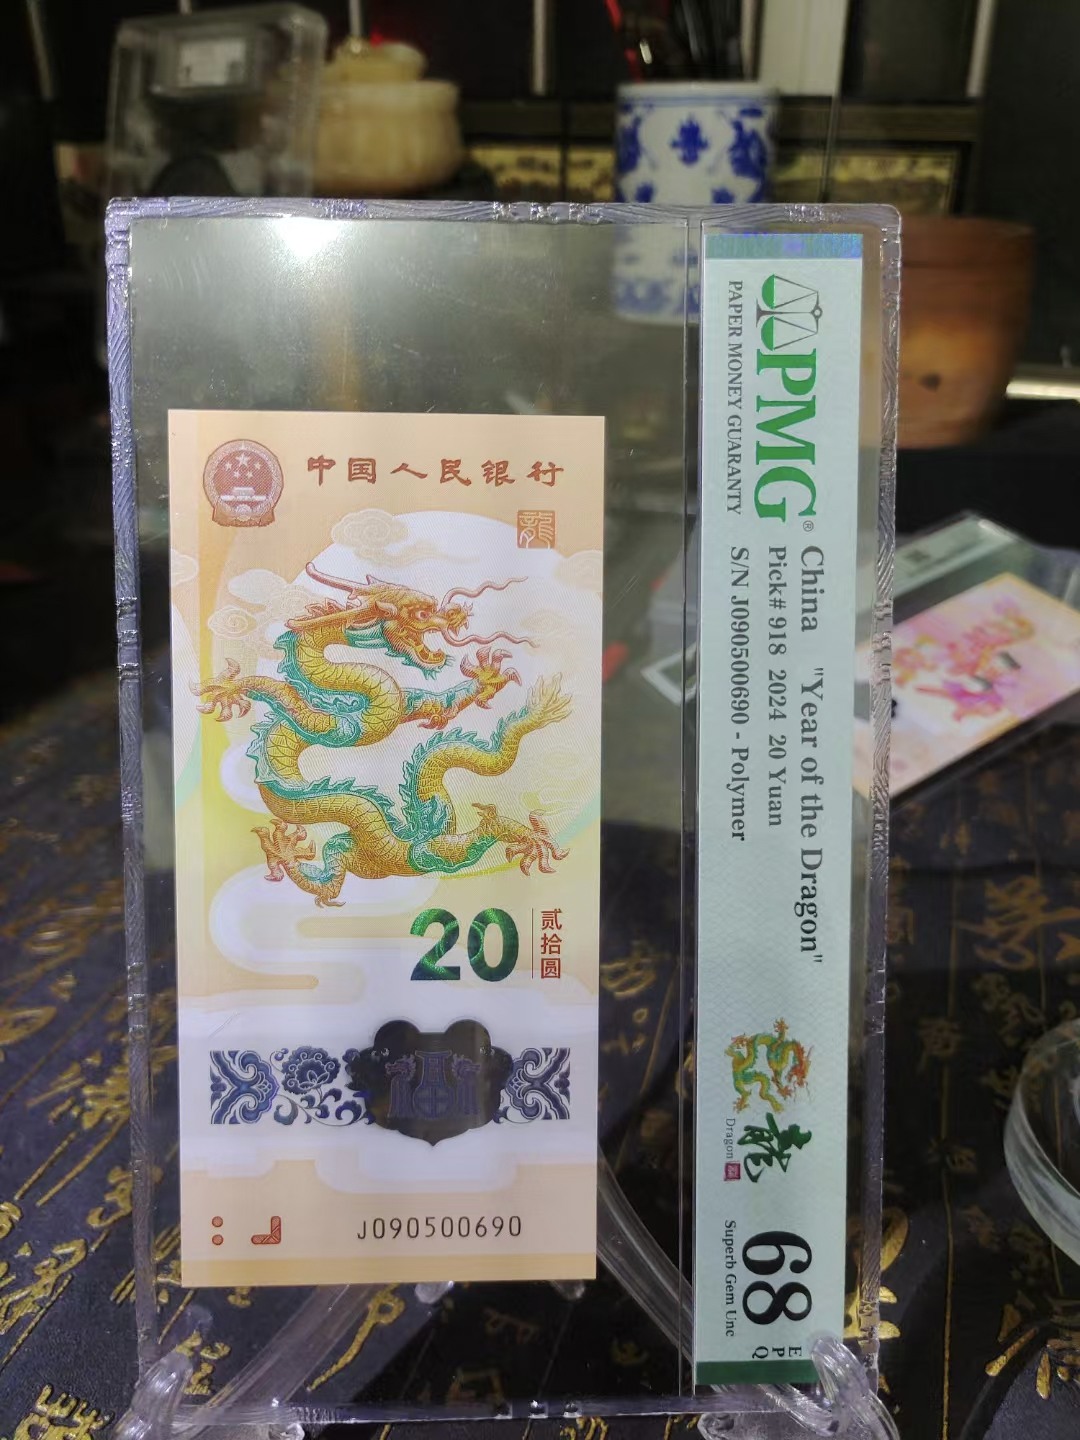 中国人民银行
龍
20
贰拾圆
J090500690
PMG®
PAPER MONEY GUARANTY
China "Year of the Dragon"
Pick# 918 2024 20 Yuan
S/N J090500690 - Polymer
龙
Dragon
68
EPQ
Superb Gem Unc